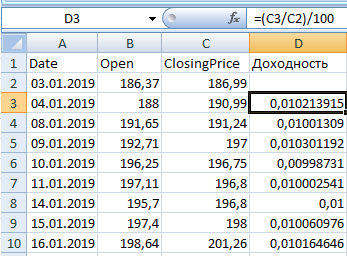 D3 fx =(C3/C2)/100
A B C D
1 Date Open ClosingPrice Доходность
2 03.01.2019 186,37 186,99
3 04.01.2019 188 190,99 0,010213915
4 08.01.2019 191,65 191,24 0,01001309
5 09.01.2019 192,71 197 0,010301192
6 10.01.2019 196,25 196,75 0,00998731
7 11.01.2019 197,11 196,8 0,010002541
8 14.01.2019 195,7 196,8 0,01
9 15.01.2019 197,4 198 0,010060976
10 16.01.2019 198,64 201,26 0,010164646